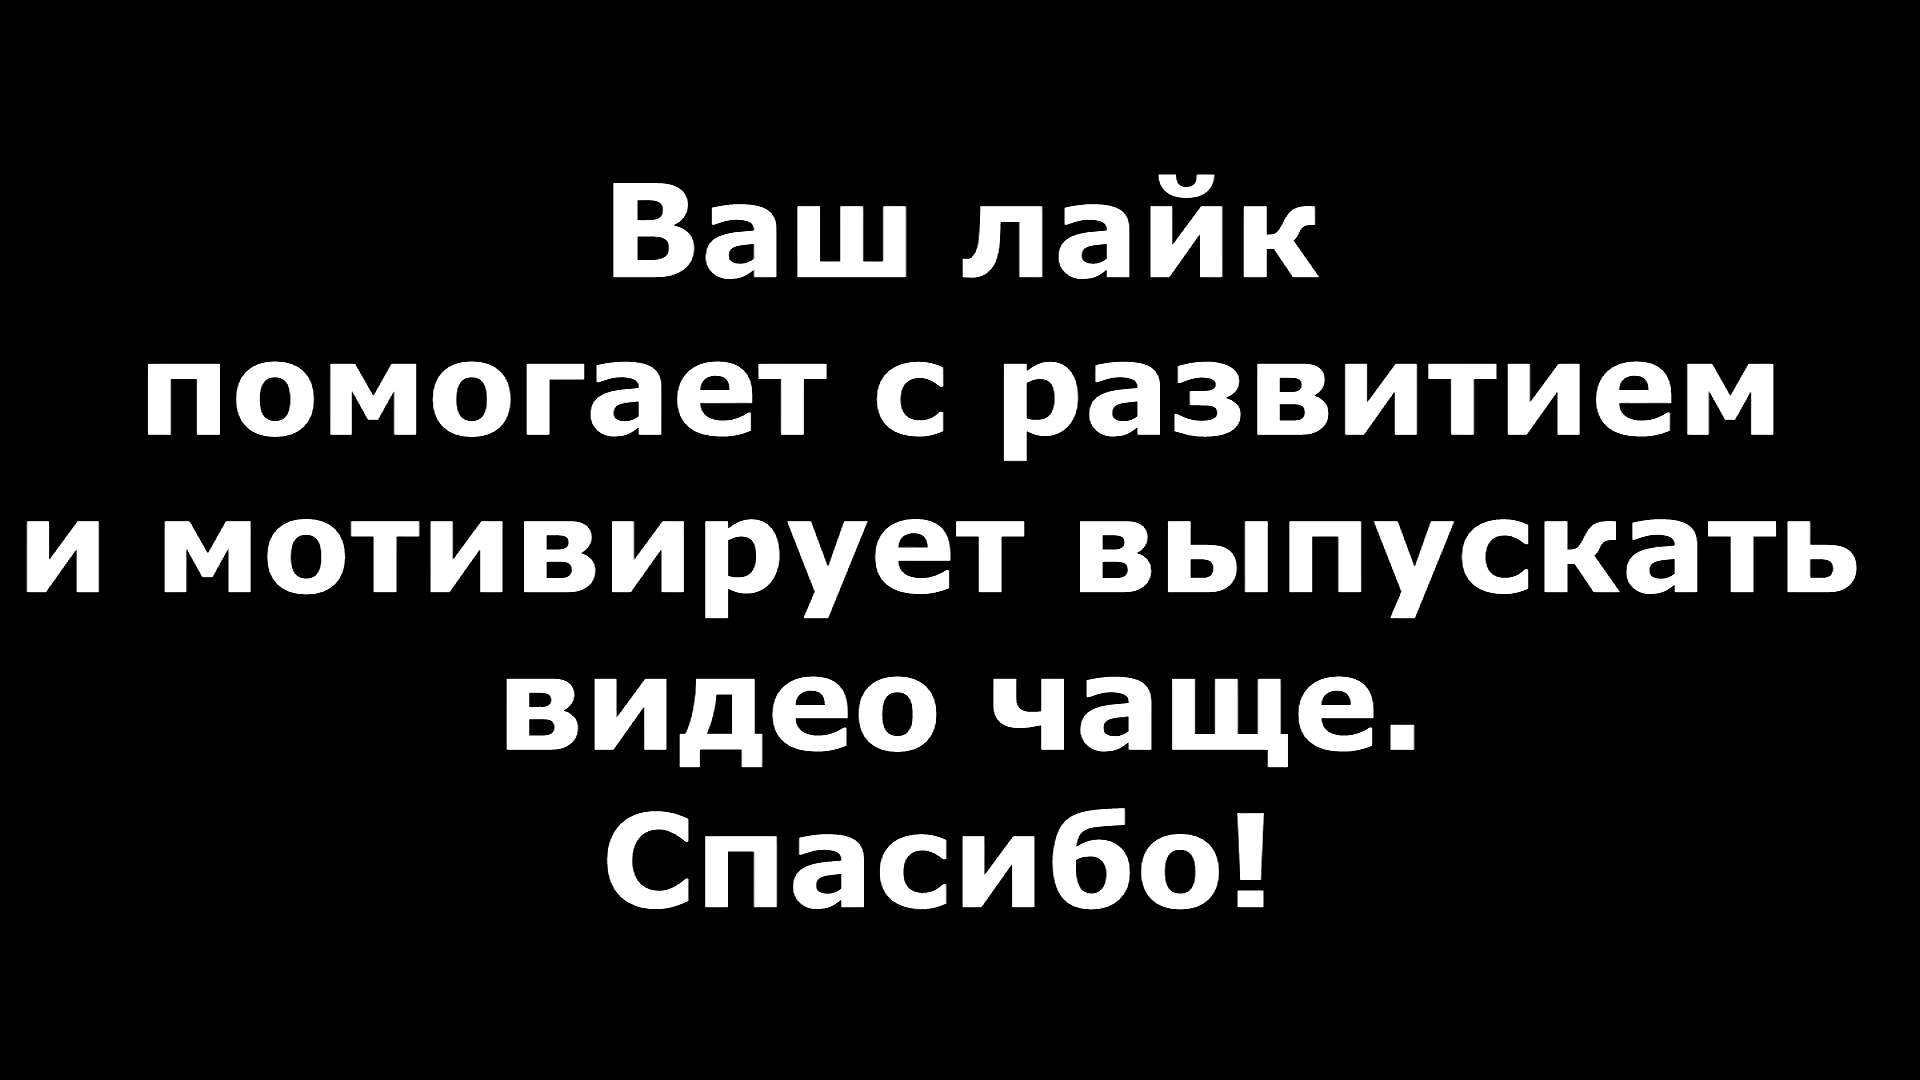 Ваш лайк
помогает с развитием
и мотивирует выпускать
видео чаще.
Спасибо!